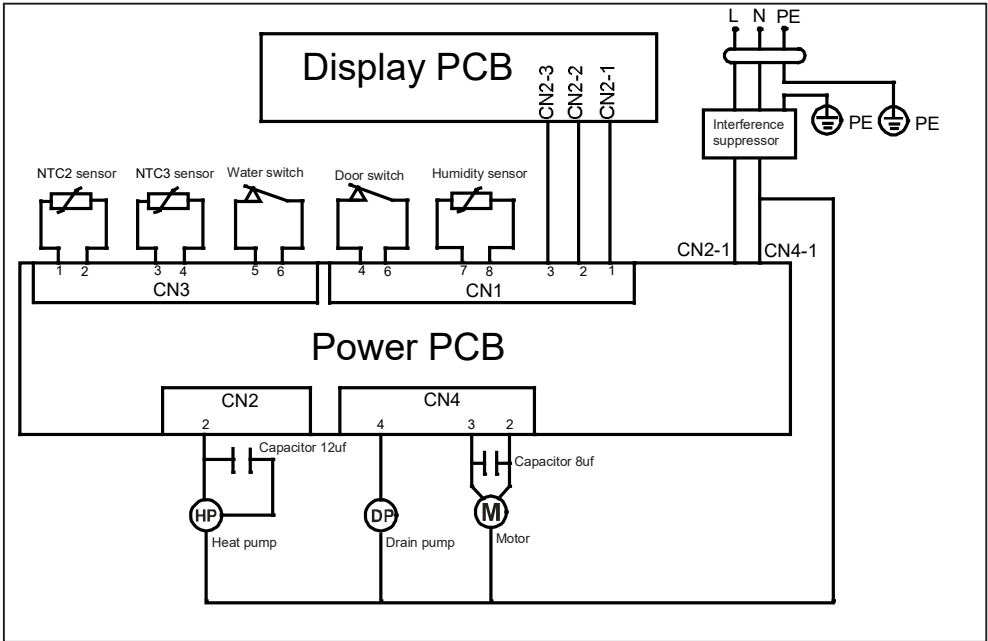 L N PE
Display PCB
CN2-3
CN2-2
CN2-1
Interference
suppressor
PE
PE
NTC2 sensor
NTC3 sensor
Water switch
Door switch
Humidity sensor
1 2 3 4 5 6
4 6 7 8 3 2 1
CN2-1
CN4-1
CN3
CN1
Power PCB
CN2
CN4
2
4
3
2
Capacitor 12uf
Capacitor 8uf
HP
DP
M
Heat pump
Drain pump
Motor